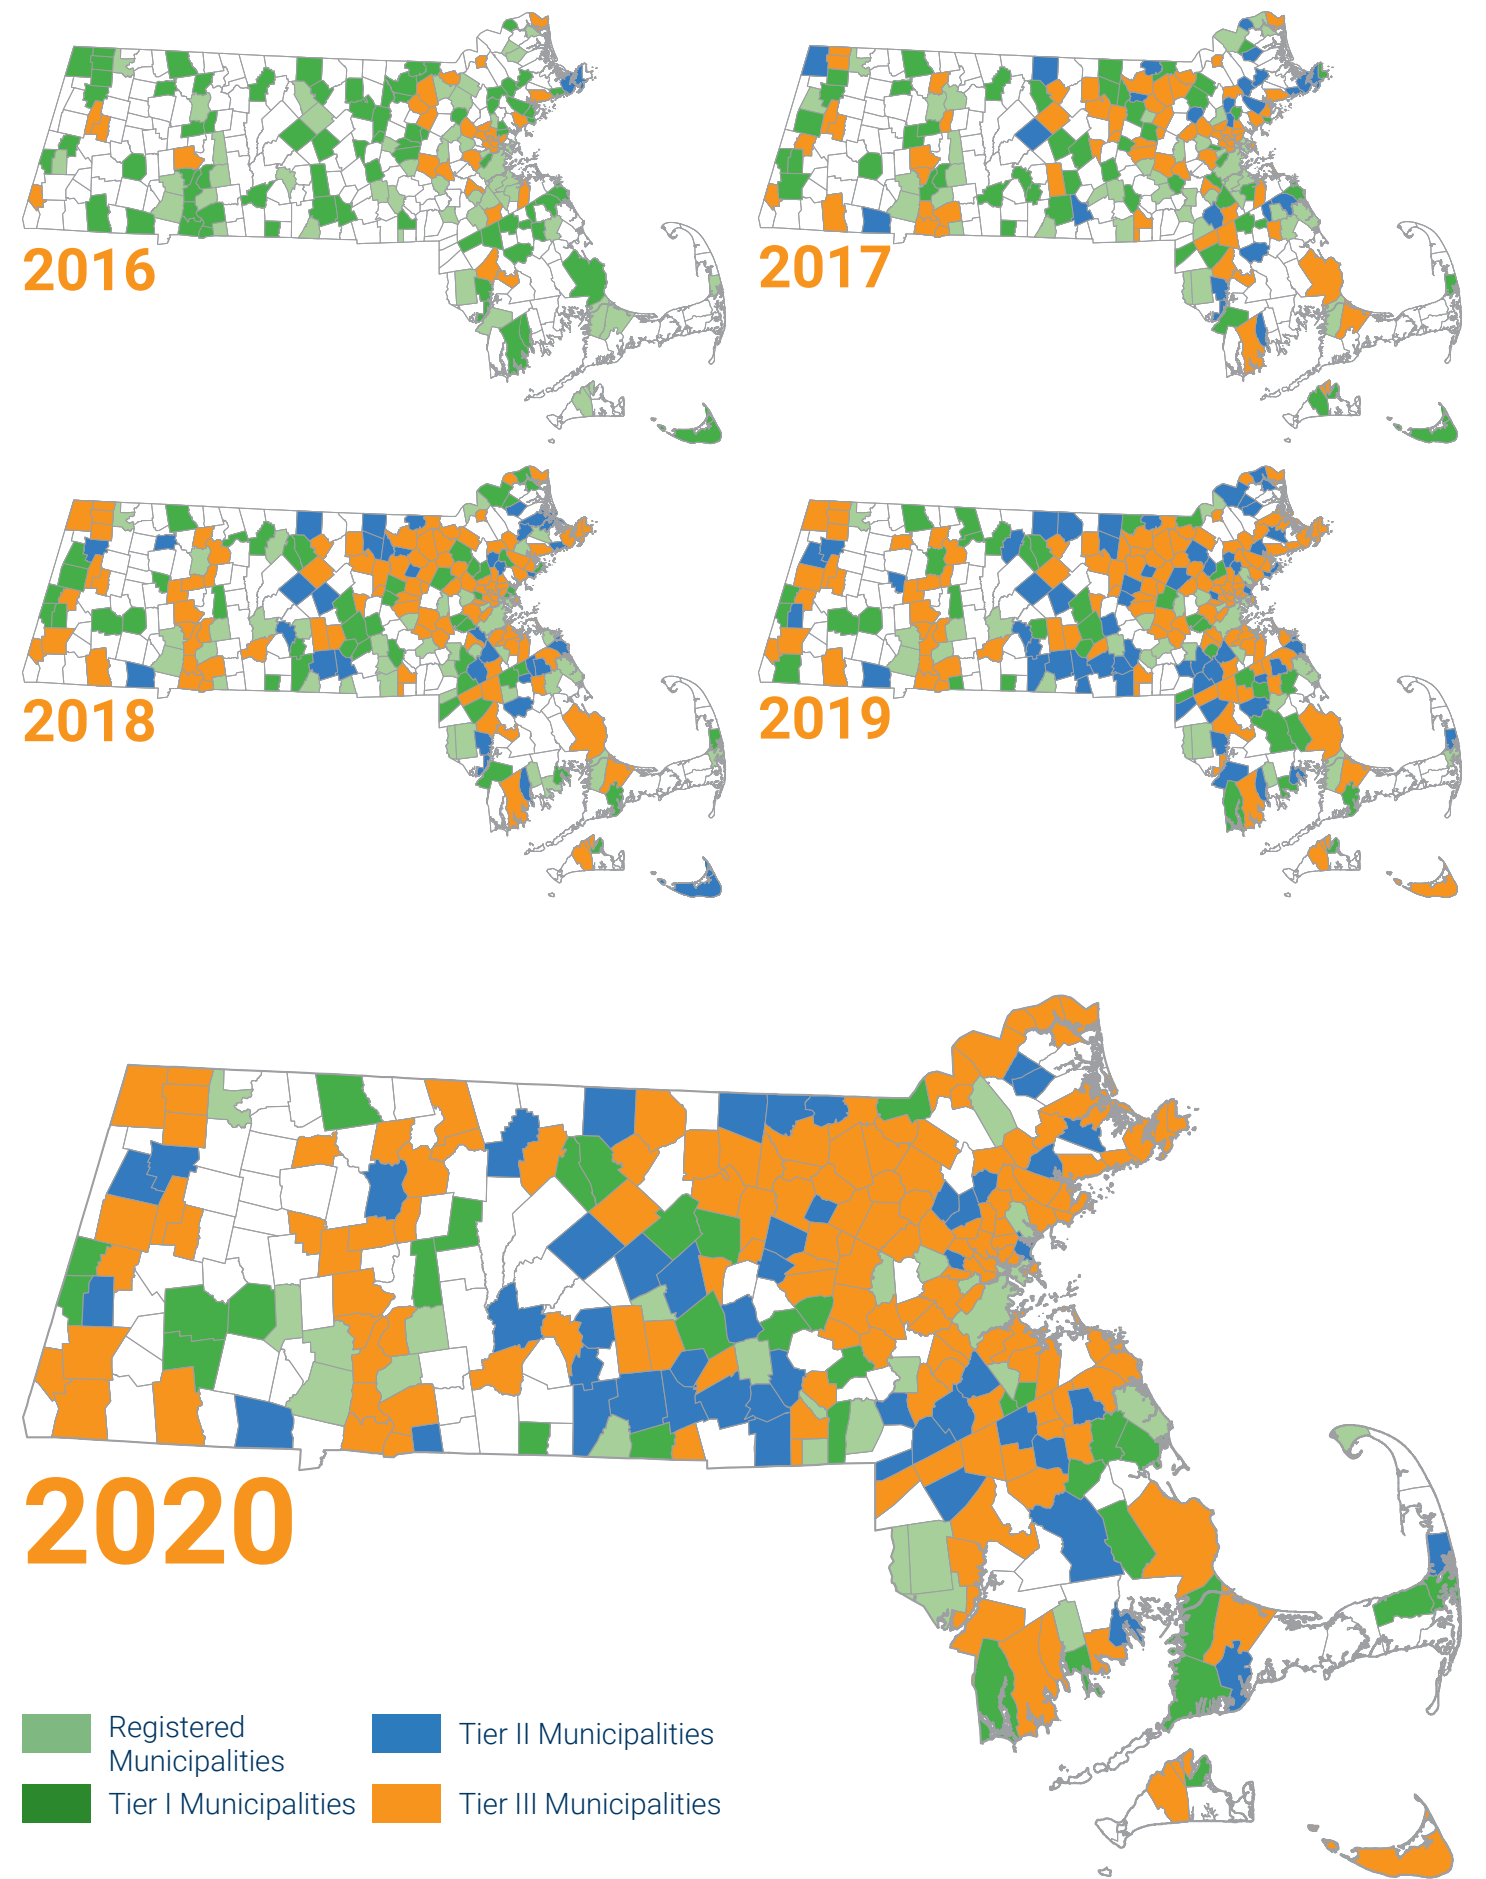 2016
2017
2018
2019
2020
Registered
Municipalities
Tier II Municipalities
Tier I Municipalities
Tier III Municipalities